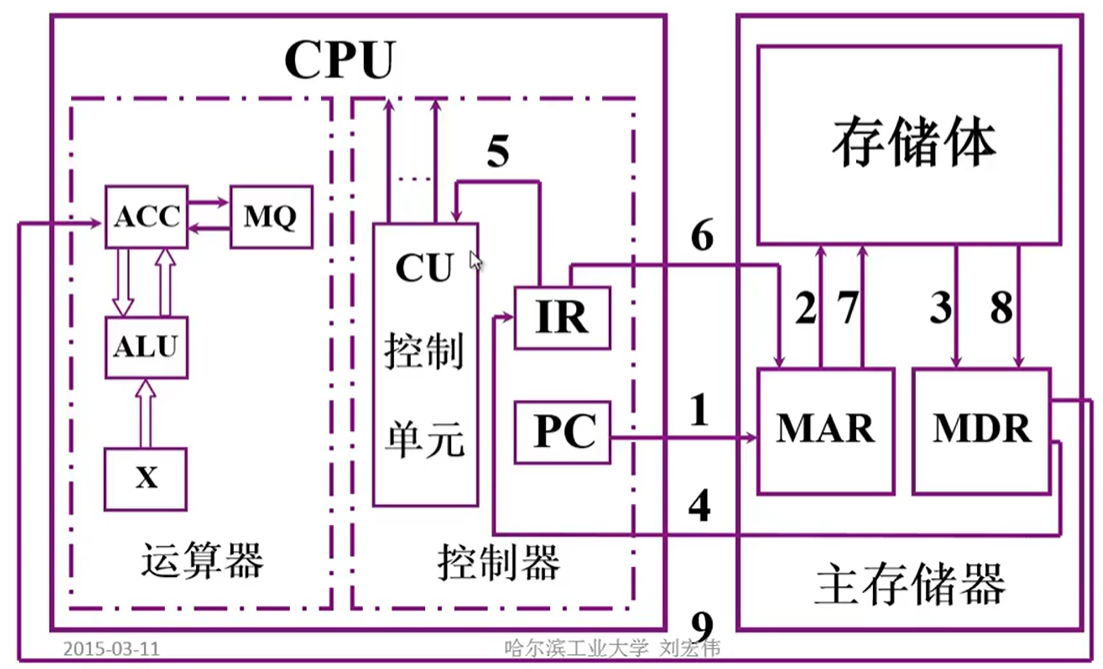 CPU
存储体
5
…
ACC
MQ
6
CU
控制
单元
IR
2
7
3
8
ALU
PC
1
MAR
MDR
X
4
运算器
控制器
主存储器
9
2015-03-11
哈尔滨工业大学 刘宏伟